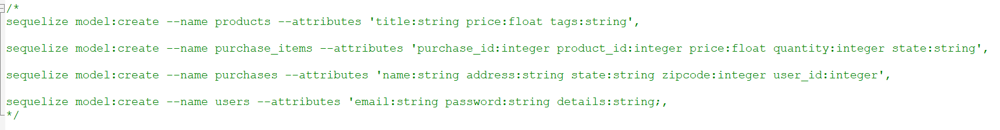 /*
sequelize model:create --name products --attributes 'title:string price:float tags:string',
sequelize model:create --name purchase_items --attributes 'purchase_id:integer product_id:integer price:float quantity:integer state:string',
sequelize model:create --name purchases --attributes 'name:string address:string state:string zipcode:integer user_id:integer',
sequelize model:create --name users --attributes 'email:string password:string details:string;,
*/